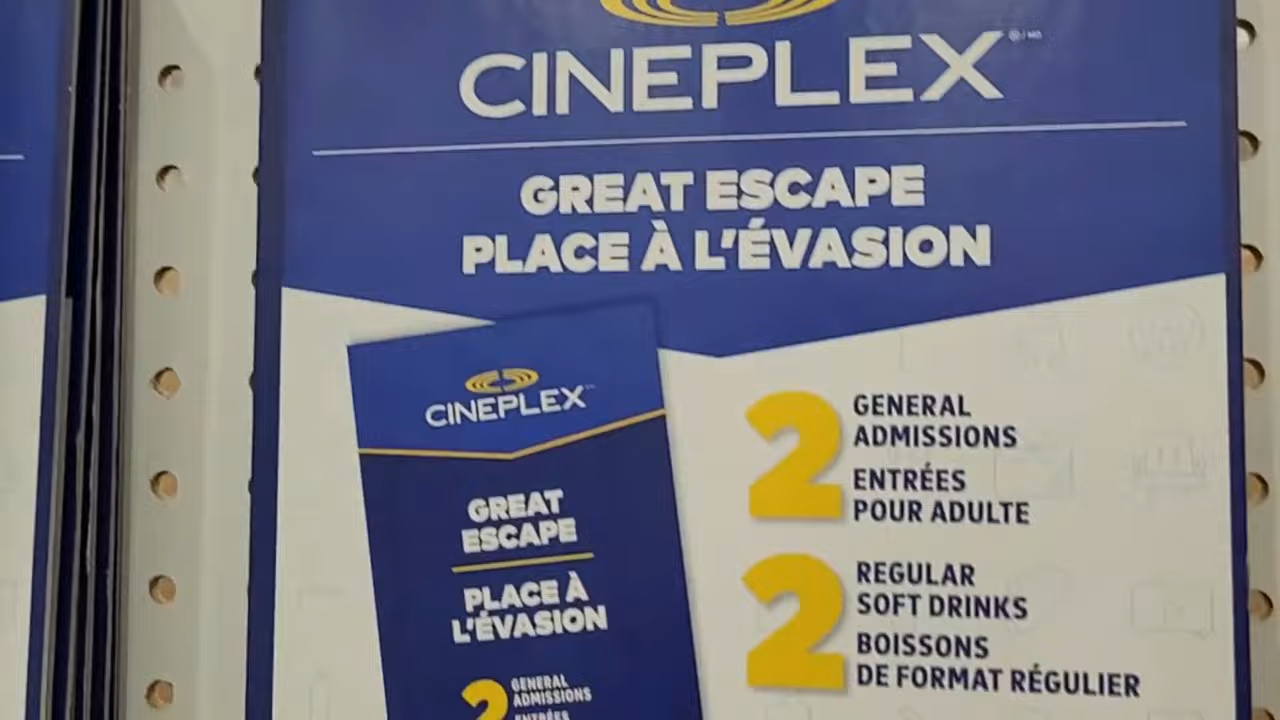 CINEPLEX
GREAT ESCAPE
PLACE À L'ÉVASION
CINEPLEX
GREAT
ESCAPE
PLACE À
L'ÉVASION
2 GENERAL
ADMISSIONS
ENTRÉES
2 GENERAL
ADMISSIONS
ENTRÉES
POUR ADULTE
2 REGULAR
SOFT DRINKS
BOISSONS
DE FORMAT RÉGULIER